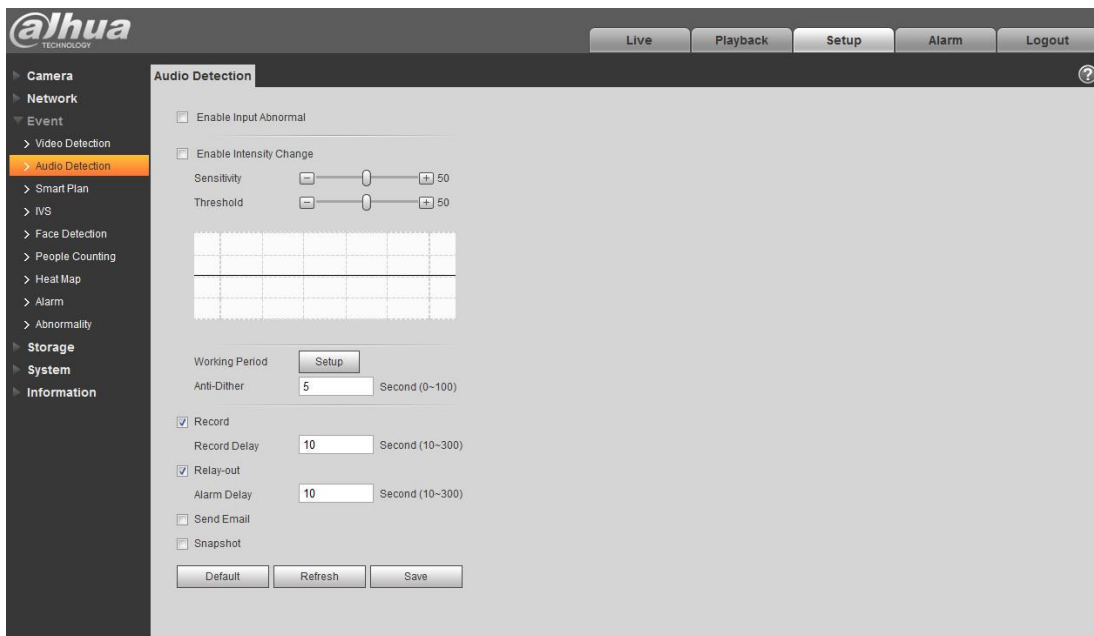 alhua
TECHNOLOGY
Live
Playback
Setup
Alarm
Logout
Camera
Network
Event
Video Detection
Audio Detection
Smart Plan
IVS
Face Detection
People Counting
Heat Map
Alarm
Abnormality
Storage
System
Information
Audio Detection
?
Enable Input Abnormal
Enable Intensity Change
Sensitivity 50
Threshold 50
Working Period Setup
Anti-Dither 5 Second (0~100)
Record
Record Delay 10 Second (10~300)
Relay-out
Alarm Delay 10 Second (10~300)
Send Email
Snapshot
Default Refresh Save